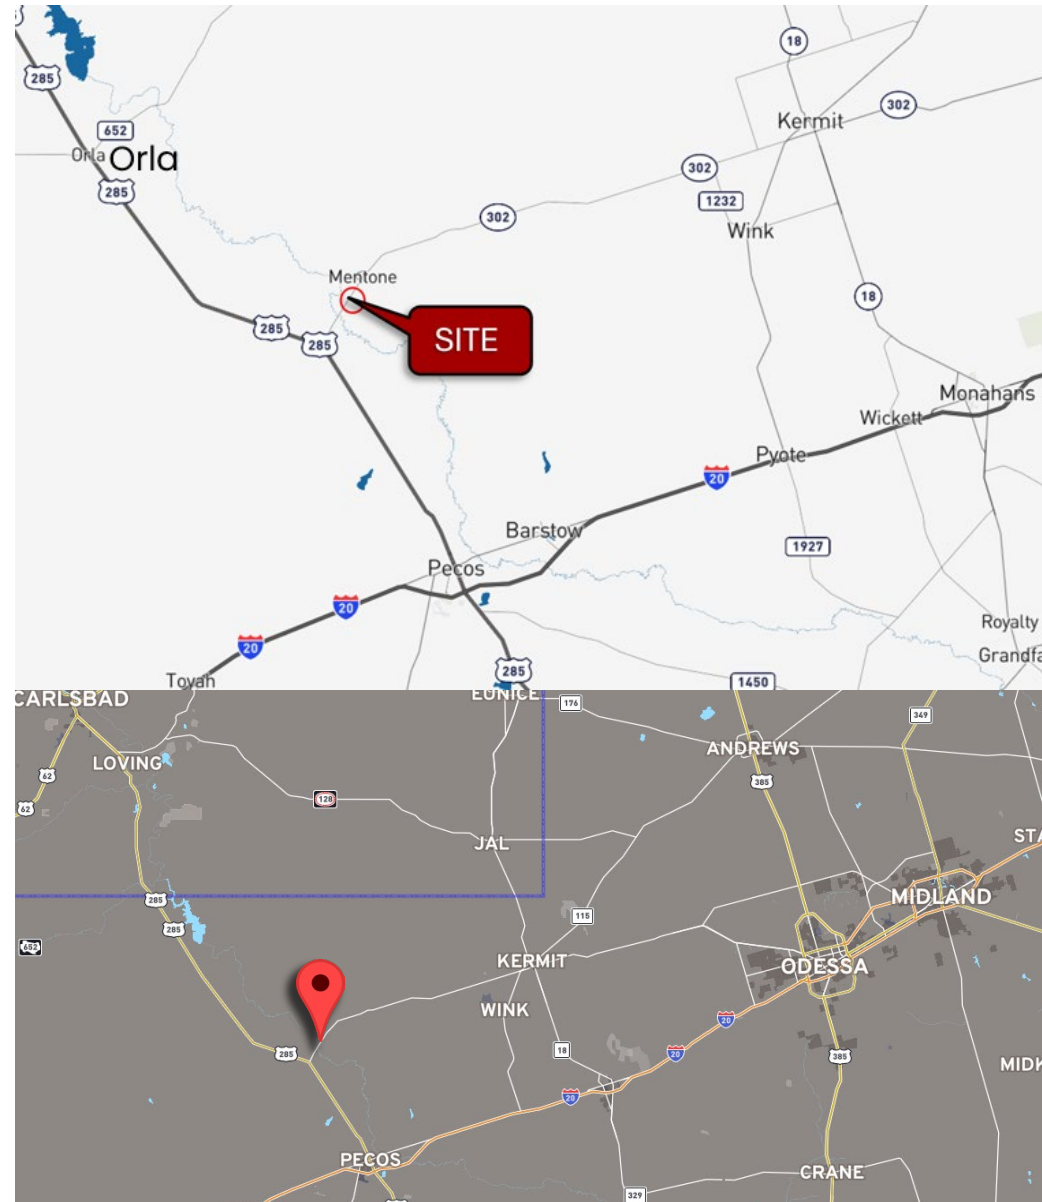 285
18
302
Kermit
652
Orla Orla
302
285
1232
302
Wink
Mentone
18
285
285
SITE
Monahans
Wickett
Pyote
20
Barstow
1927
Pecos
20
20
Royalty
Grandfa
285
Toyah
1450
CARLSBAD
EUNICE
176
349
ANDREWS
LOVING
62
385
62
128
STA
JAL
MIDLAND
285
115
285
652
KERMIT
ODESSA
WINK
20
285
18
20
385
MIDK
20
PECOS
CRANE
329